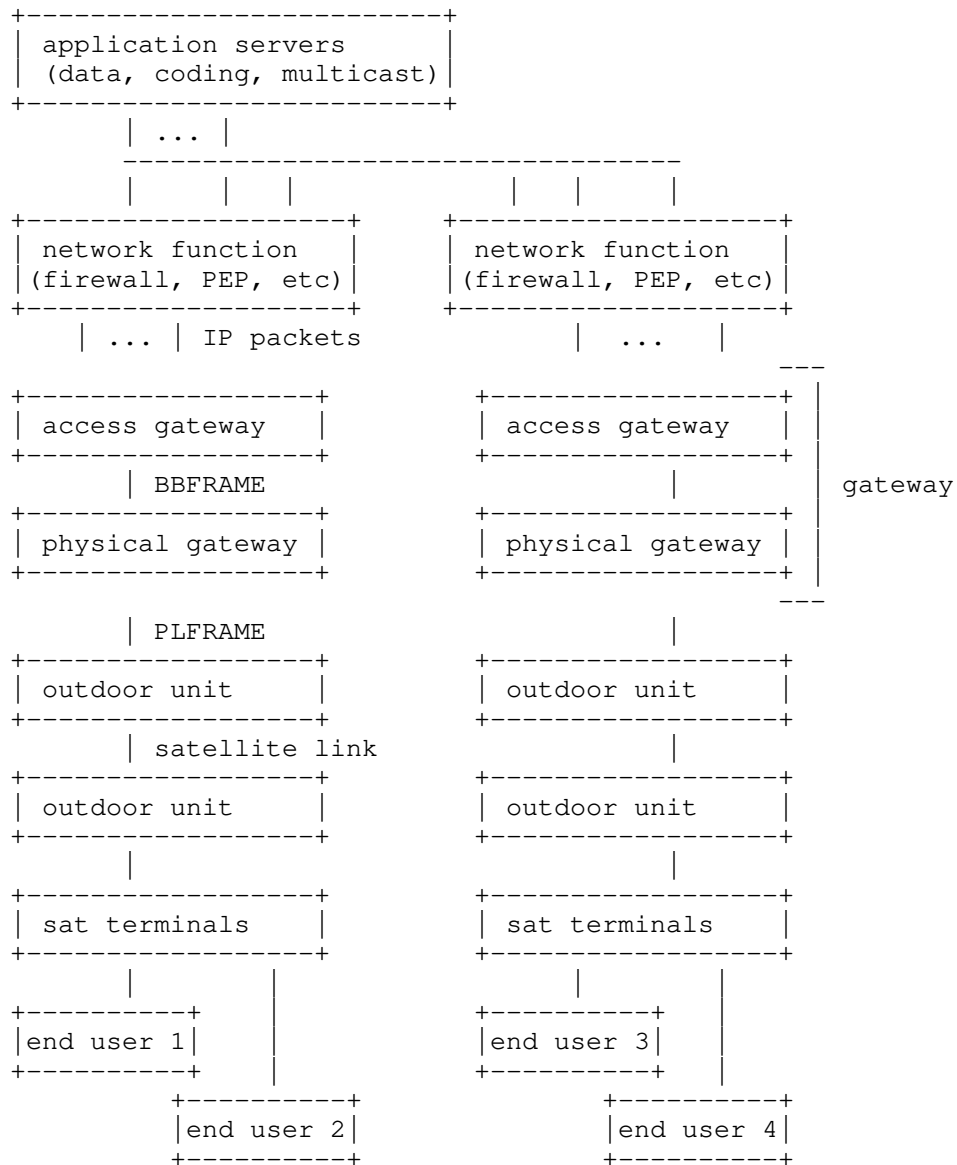 application servers
(data, coding, multicast)
...
network function network function
(firewall, PEP, etc) (firewall, PEP, etc)
... IP packets ...
access gateway access gateway
BBFRAME gateway
physical gateway physical gateway
PLFRAME
outdoor unit outdoor unit
satellite link
outdoor unit outdoor unit
sat terminals sat terminals
end user 1 end user 3
end user 2 end user 4